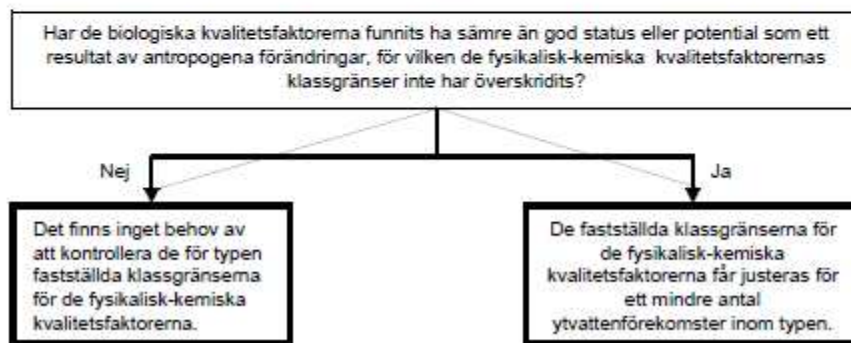 Har de biologiska kvalitetsfaktorerna funnits ha sämre än god status eller potential som ett
resultat av antropogena förändringar, för vilken de fysikalisk-kemiska kvalitetsfaktorernas
klassgränser inte har överskridits?
Nej
Ja
Det finns inget behov av
att kontrollera de för typen
fastställda klassgränserna
för de fysikalisk-kemiska
kvalitetsfaktorerna.
De fastställda klassgränserna för
de fysikalisk-kemiska
kvalitetsfaktorerna får justeras för
ett mindre antal
ytvattenförekomster inom typen.